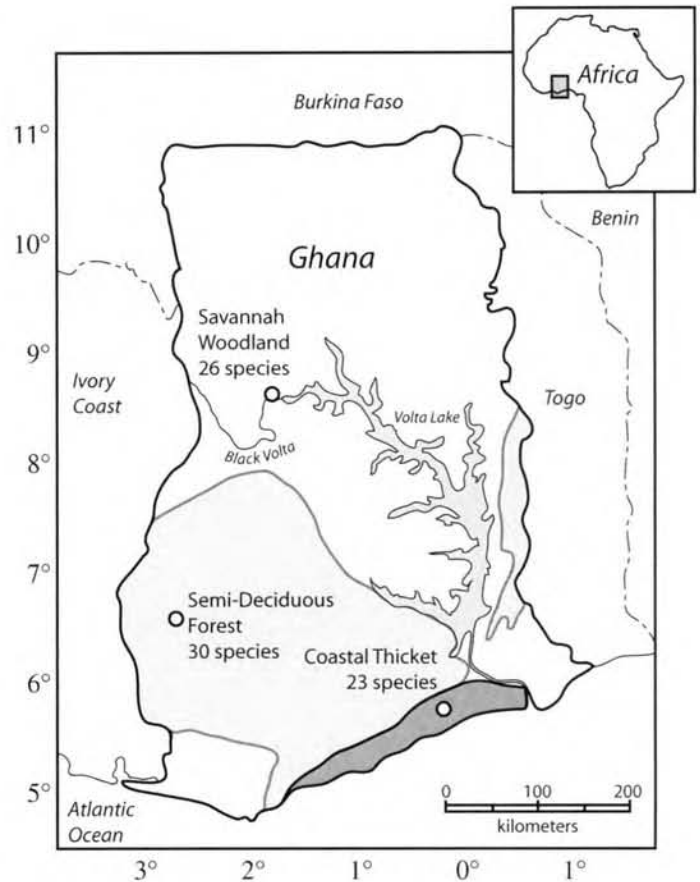 Africa
Burkina Faso
11°
Benin
10°
Ghana
Savannah
Woodland
26 species
9°
Ivory
Coast
Togo
Volta Lake
Black Volta
8°
7°
Semi-Deciduous
Forest
30 species
Coastal Thicket
23 species
6°
5°
0 100 200
kilometers
Atlantic
Ocean
3° 2° 1° 0° 1°